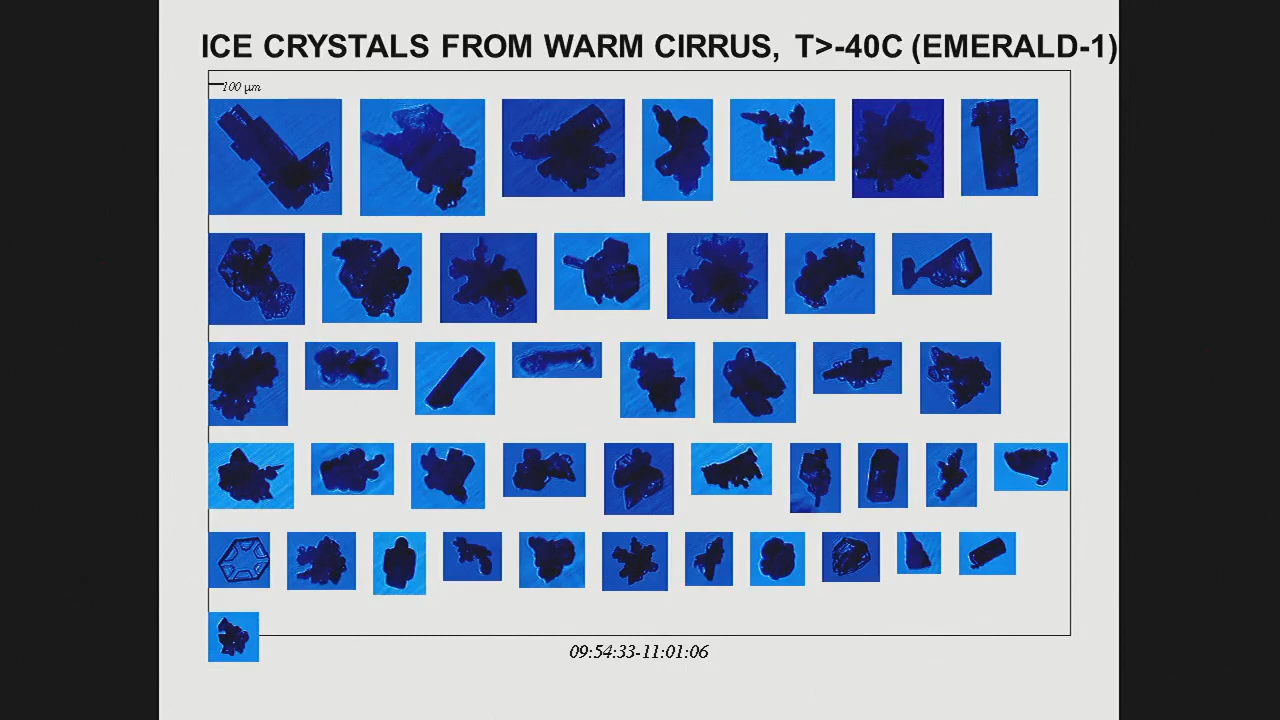 ICE CRYSTALS FROM WARM CIRRUS, T>-40C (EMERALD-1)
100 µm
09:54:33-11:01:06